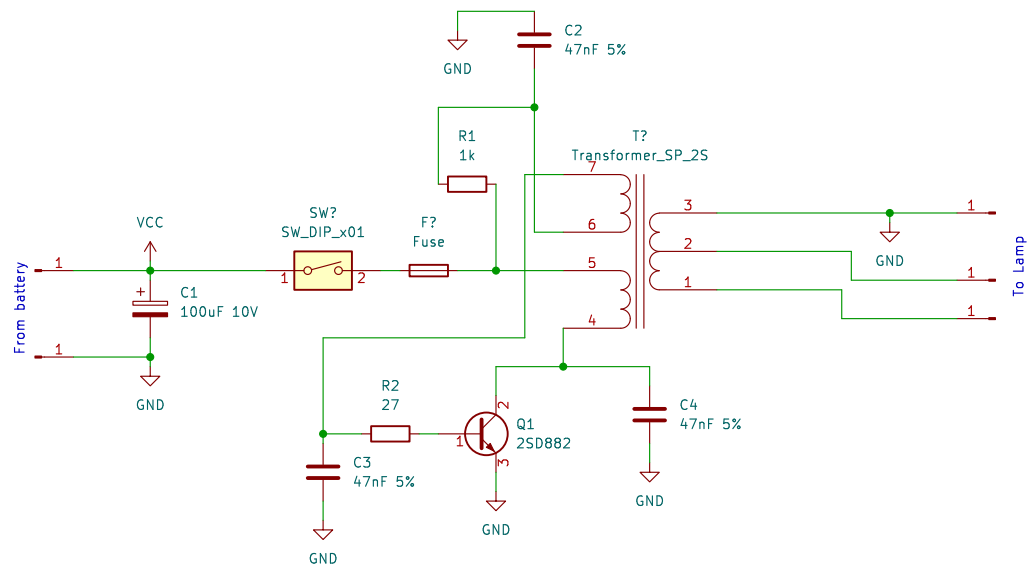 C2
47nF 5%
GND
R1
1k
T?
Transformer_SP_2S
7
SW?
SW_DIP_x01
F?
Fuse
VCC
6
3
1
GND
From battery
1
1
2
5
2
1
To Lamp
+
C1
100uF 10V
1
1
4
1
GND
R2
27
2
C4
47nF 5%
Q1
2SD882
1
3
C3
47nF 5%
GND
GND
GND